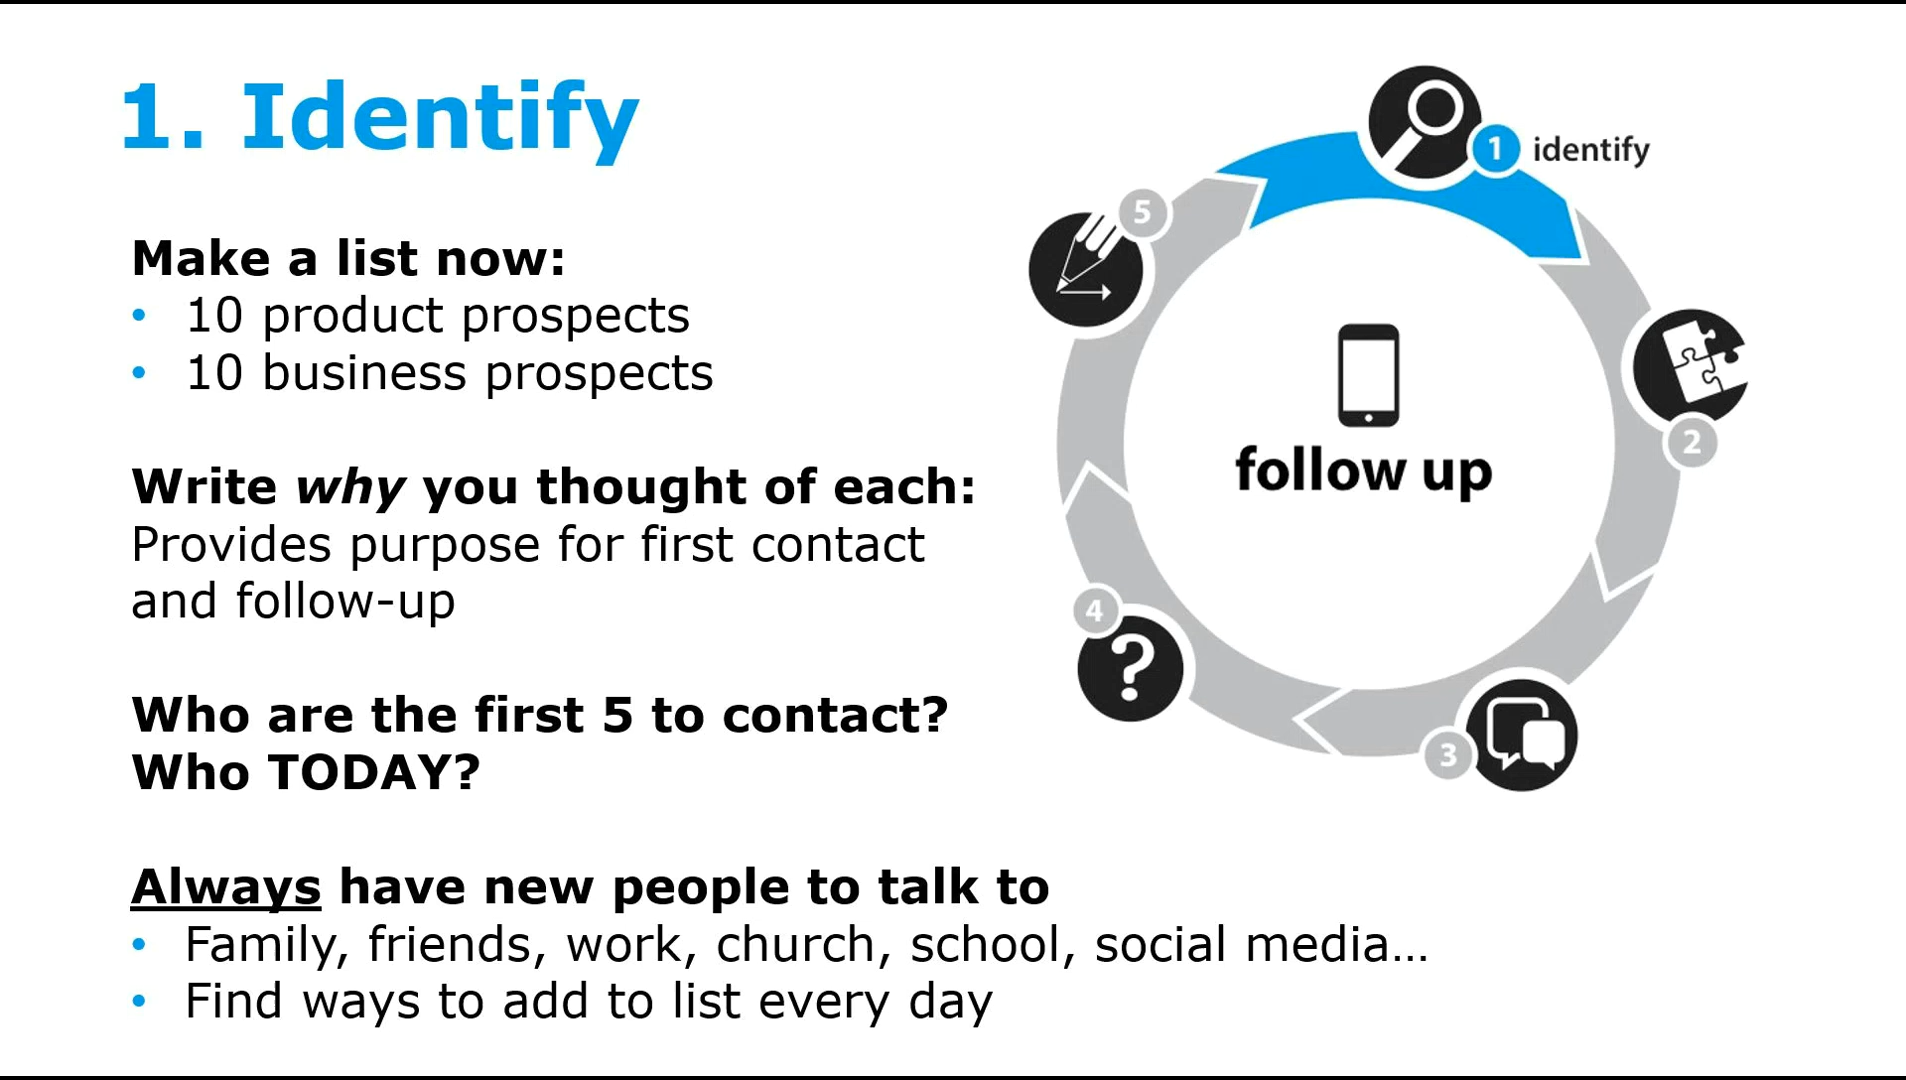 1. Identify
Make a list now:
• 10 product prospects
• 10 business prospects
Write why you thought of each:
Provides purpose for first contact
and follow-up
Who are the first 5 to contact?
Who TODAY?
Always have new people to talk to
• Family, friends, work, church, school, social media...
• Find ways to add to list every day
1 identify
5
2
follow up
4
?
3